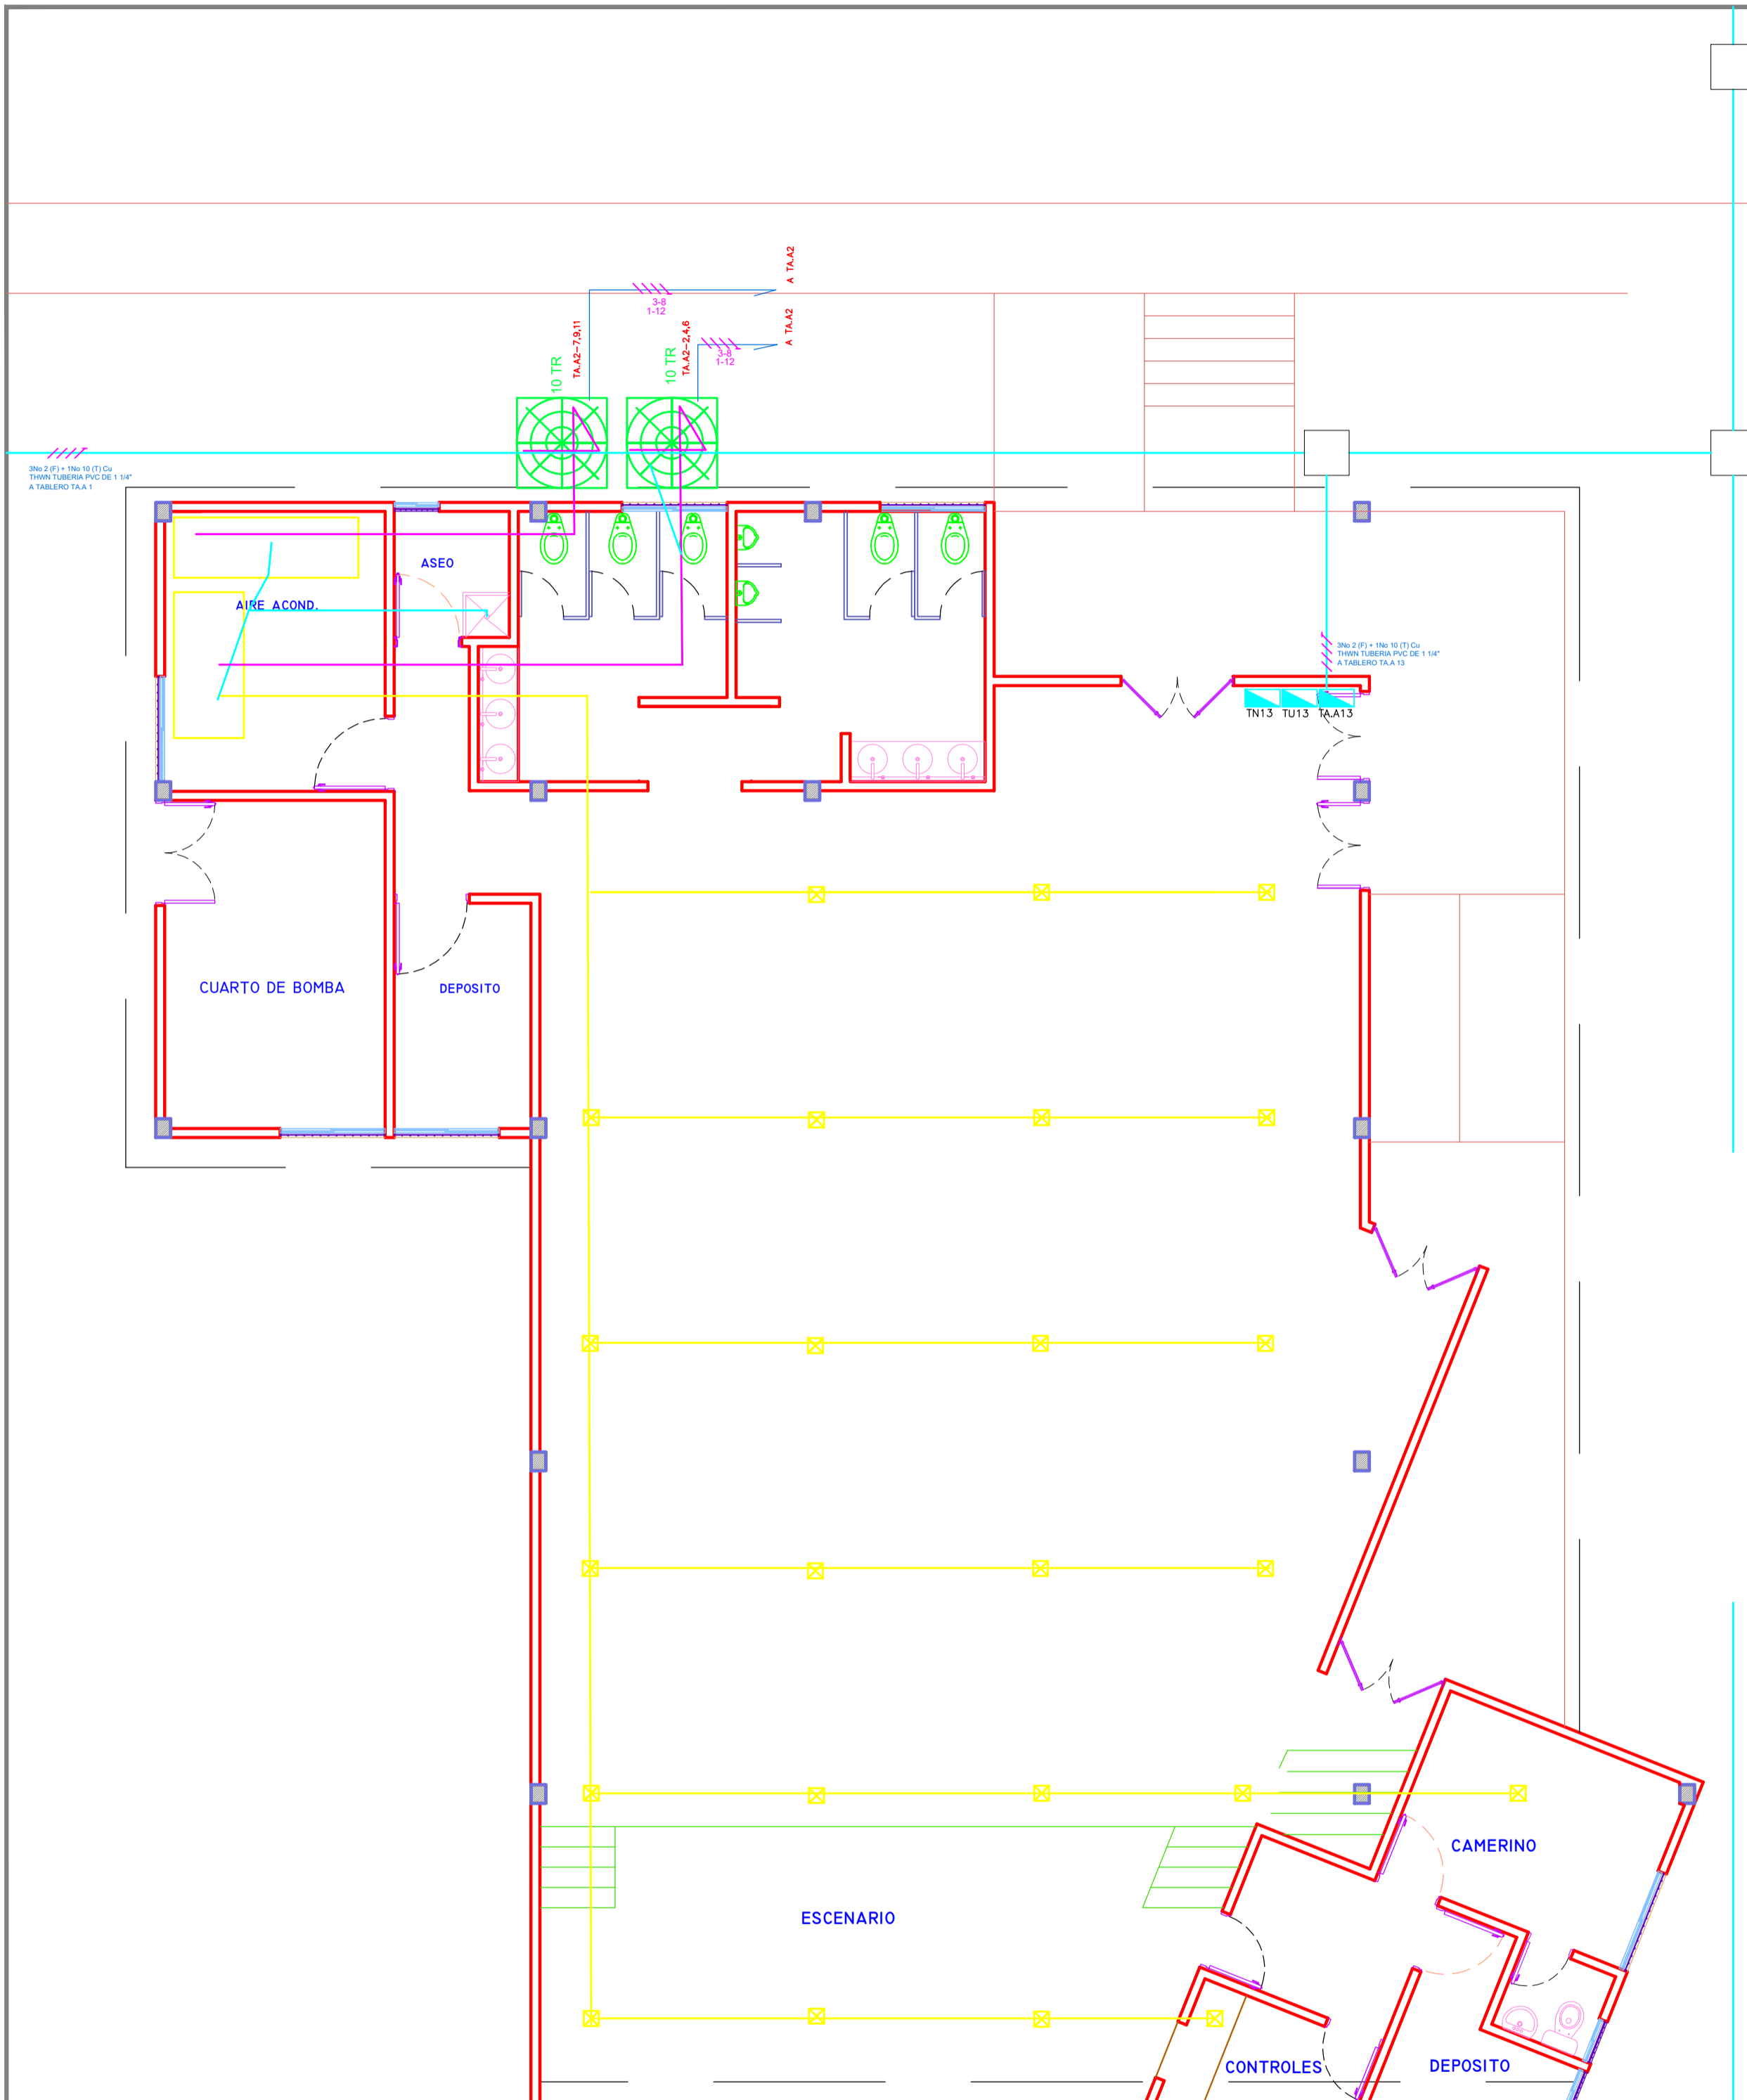 A TA.A2
3-8
1-12
A TA.A2
3-8
1-12
TA.A2-7,9,11
TA.A2-2,4,6
10 TR
10 TR
3No 2 (F) + 1No 10 (T) Cu
THWN TUBERIA PVC DE 1 1/4"
A TABLERO TA.A 1
ASEO
AIRE ACOND.
3No 2 (F) + 1No 10 (T) Cu
THWN TUBERIA PVC DE 1 1/4"
A TABLERO TA.A 13
TN13
TU13
TA.A13
CUARTO DE BOMBA
DEPOSITO
CAMERINO
ESCENARIO
CONTROLES
DEPOSITO